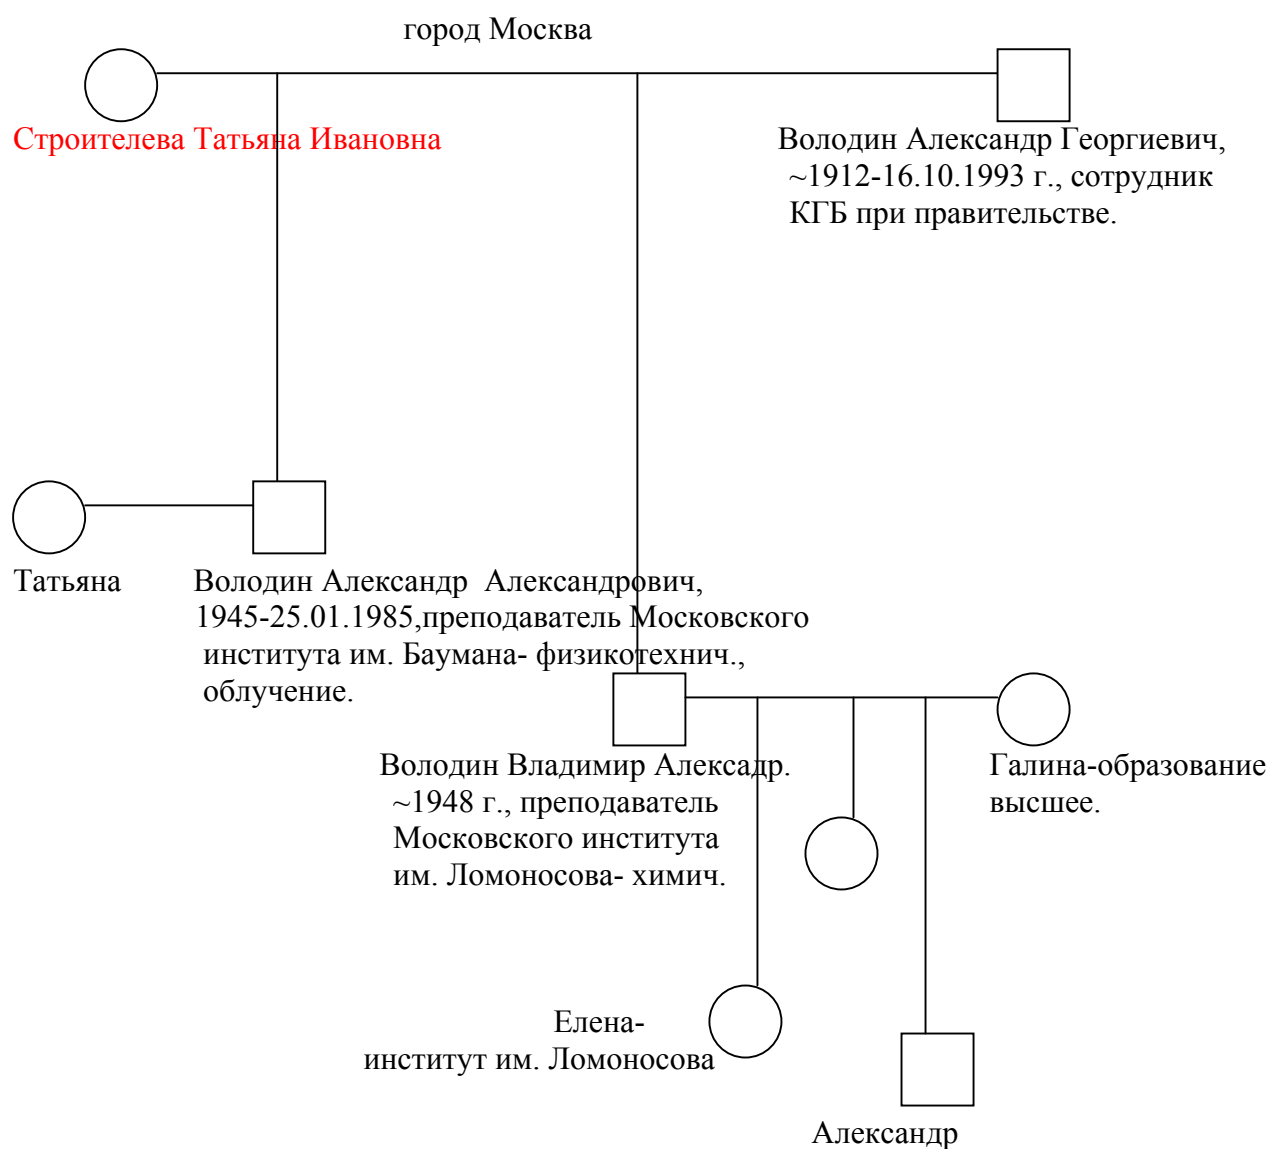 город Москва
Строителева Татьяна Ивановна
Володин Александр Георгиевич,
~1912-16.10.1993 г., сотрудник
КГБ при правительстве.
Татьяна
Володин Александр Александрович,
1945-25.01.1985,преподаватель Московского
института им. Баумана- физикотехнич.,
облучение.
Володин Владимир Алексадр.
~1948 г., преподаватель
Московского института
им. Ломоносова- химич.
Галина-образование
высшее.
Елена-
институт им. Ломоносова
Александр